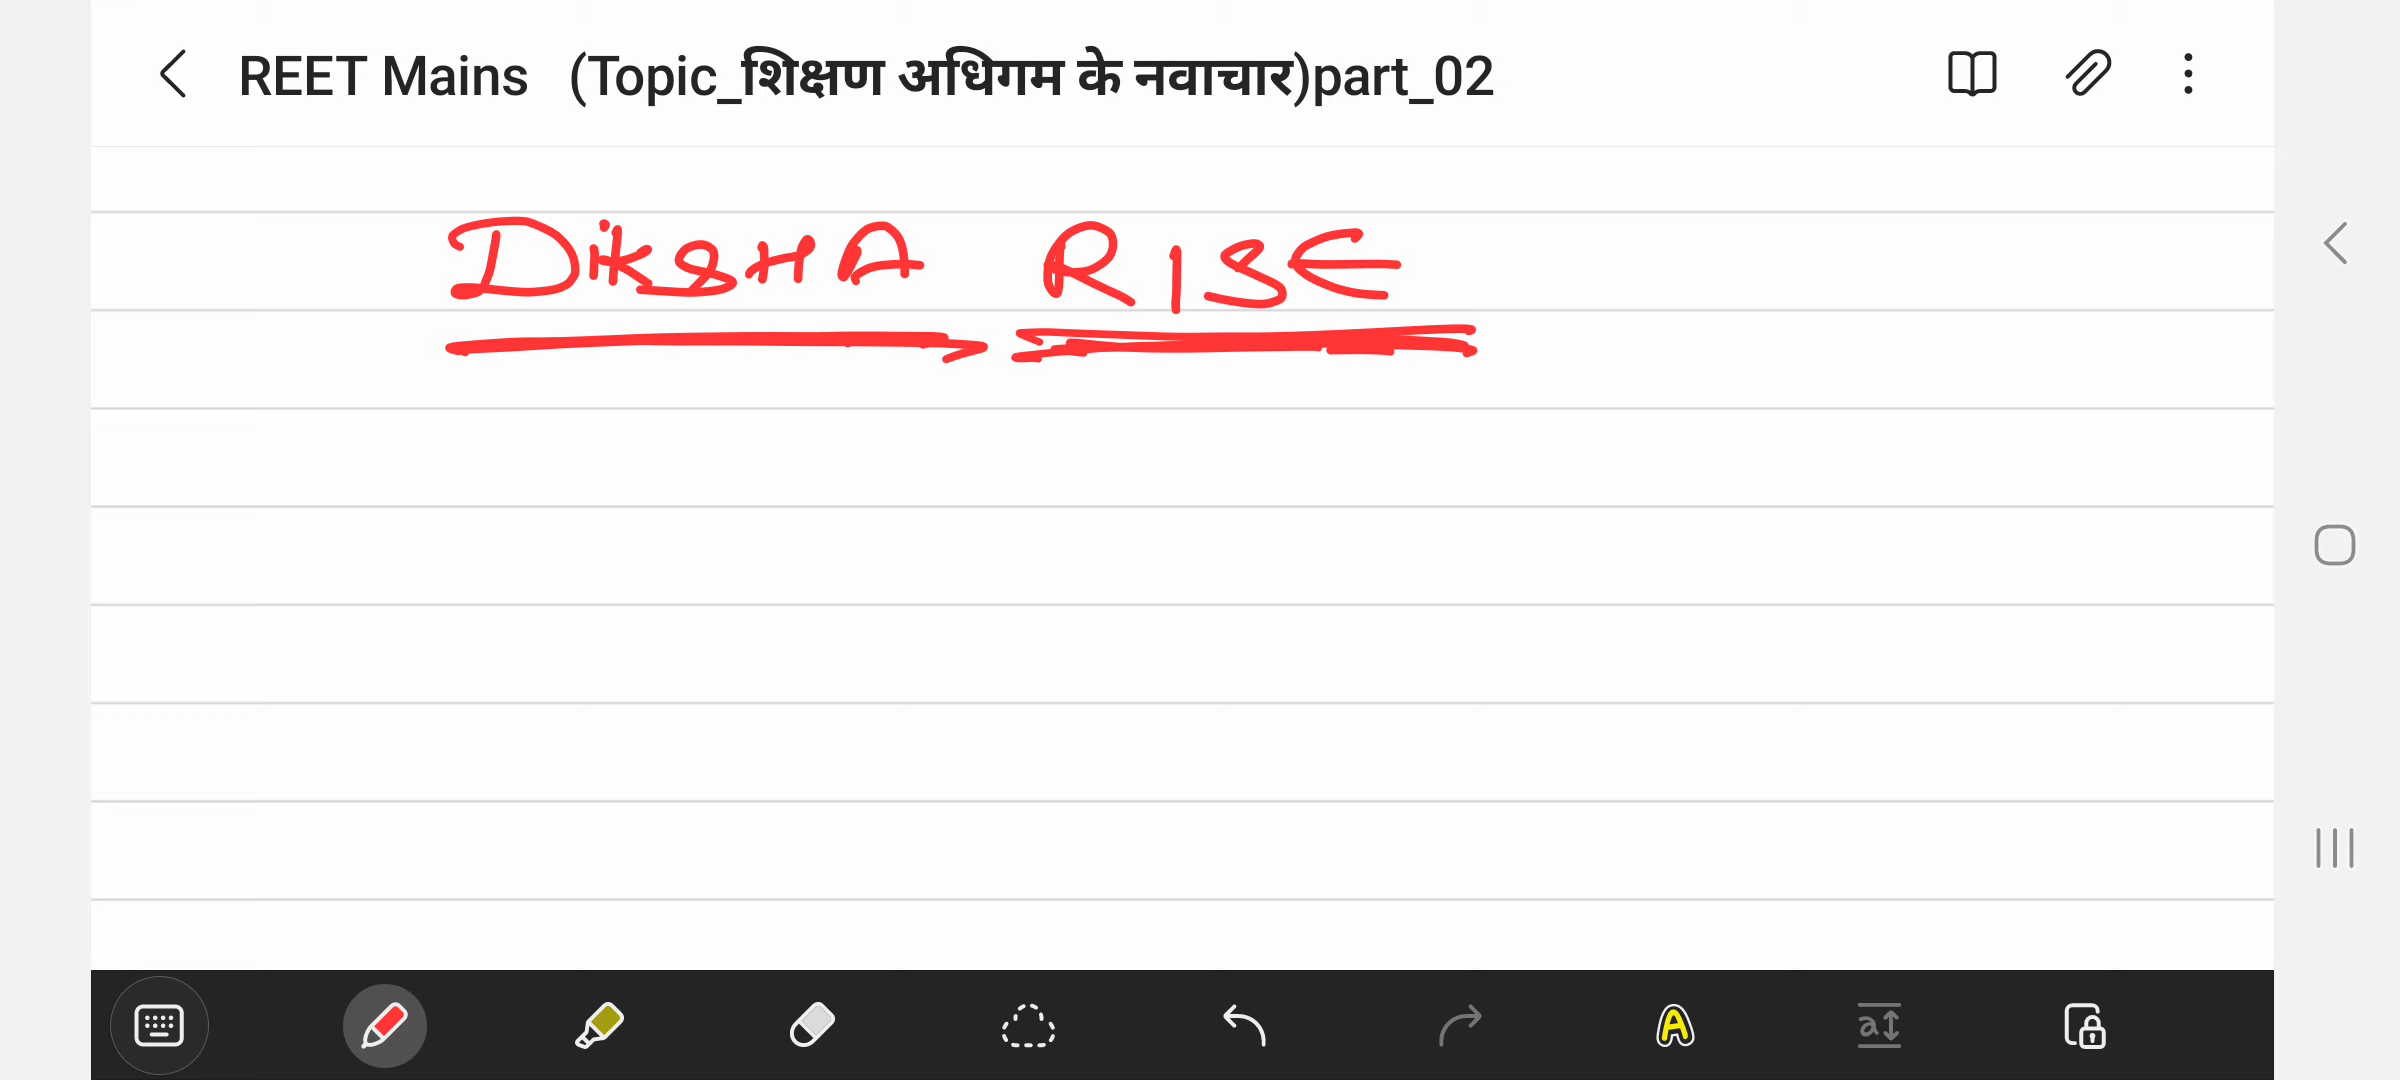 REET Mains (Topic_शिक्षण अधिगम के नवाचार)part_02
DikSHA RISE